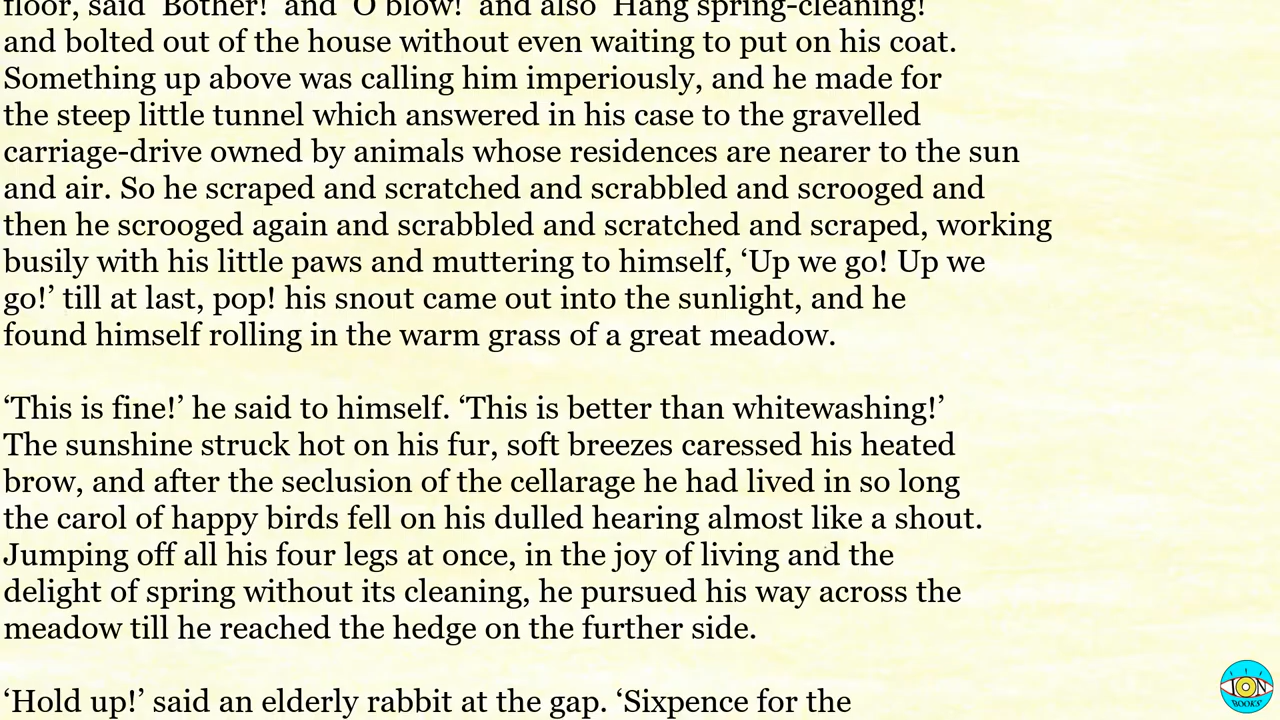 floor, said ‘Bother!’ and ‘O blow!’ and also ‘Hang spring-cleaning!’
and bolted out of the house without even waiting to put on his coat.
Something up above was calling him imperiously, and he made for
the steep little tunnel which answered in his case to the gravelled
carriage-drive owned by animals whose residences are nearer to the sun
and air. So he scraped and scratched and scrabbled and scrooged and
then he scrooged again and scrabbled and scratched and scraped, working
busily with his little paws and muttering to himself, ‘Up we go! Up we
go!’ till at last, pop! his snout came out into the sunlight, and he
found himself rolling in the warm grass of a great meadow.
‘This is fine!’ he said to himself. ‘This is better than whitewashing!’
The sunshine struck hot on his fur, soft breezes caressed his heated
brow, and after the seclusion of the cellarage he had lived in so long
the carol of happy birds fell on his dulled hearing almost like a shout.
Jumping off all his four legs at once, in the joy of living and the
delight of spring without its cleaning, he pursued his way across the
meadow till he reached the hedge on the further side.
‘Hold up!’ said an elderly rabbit at the gap. ‘Sixpence for the
ION
BOOKS